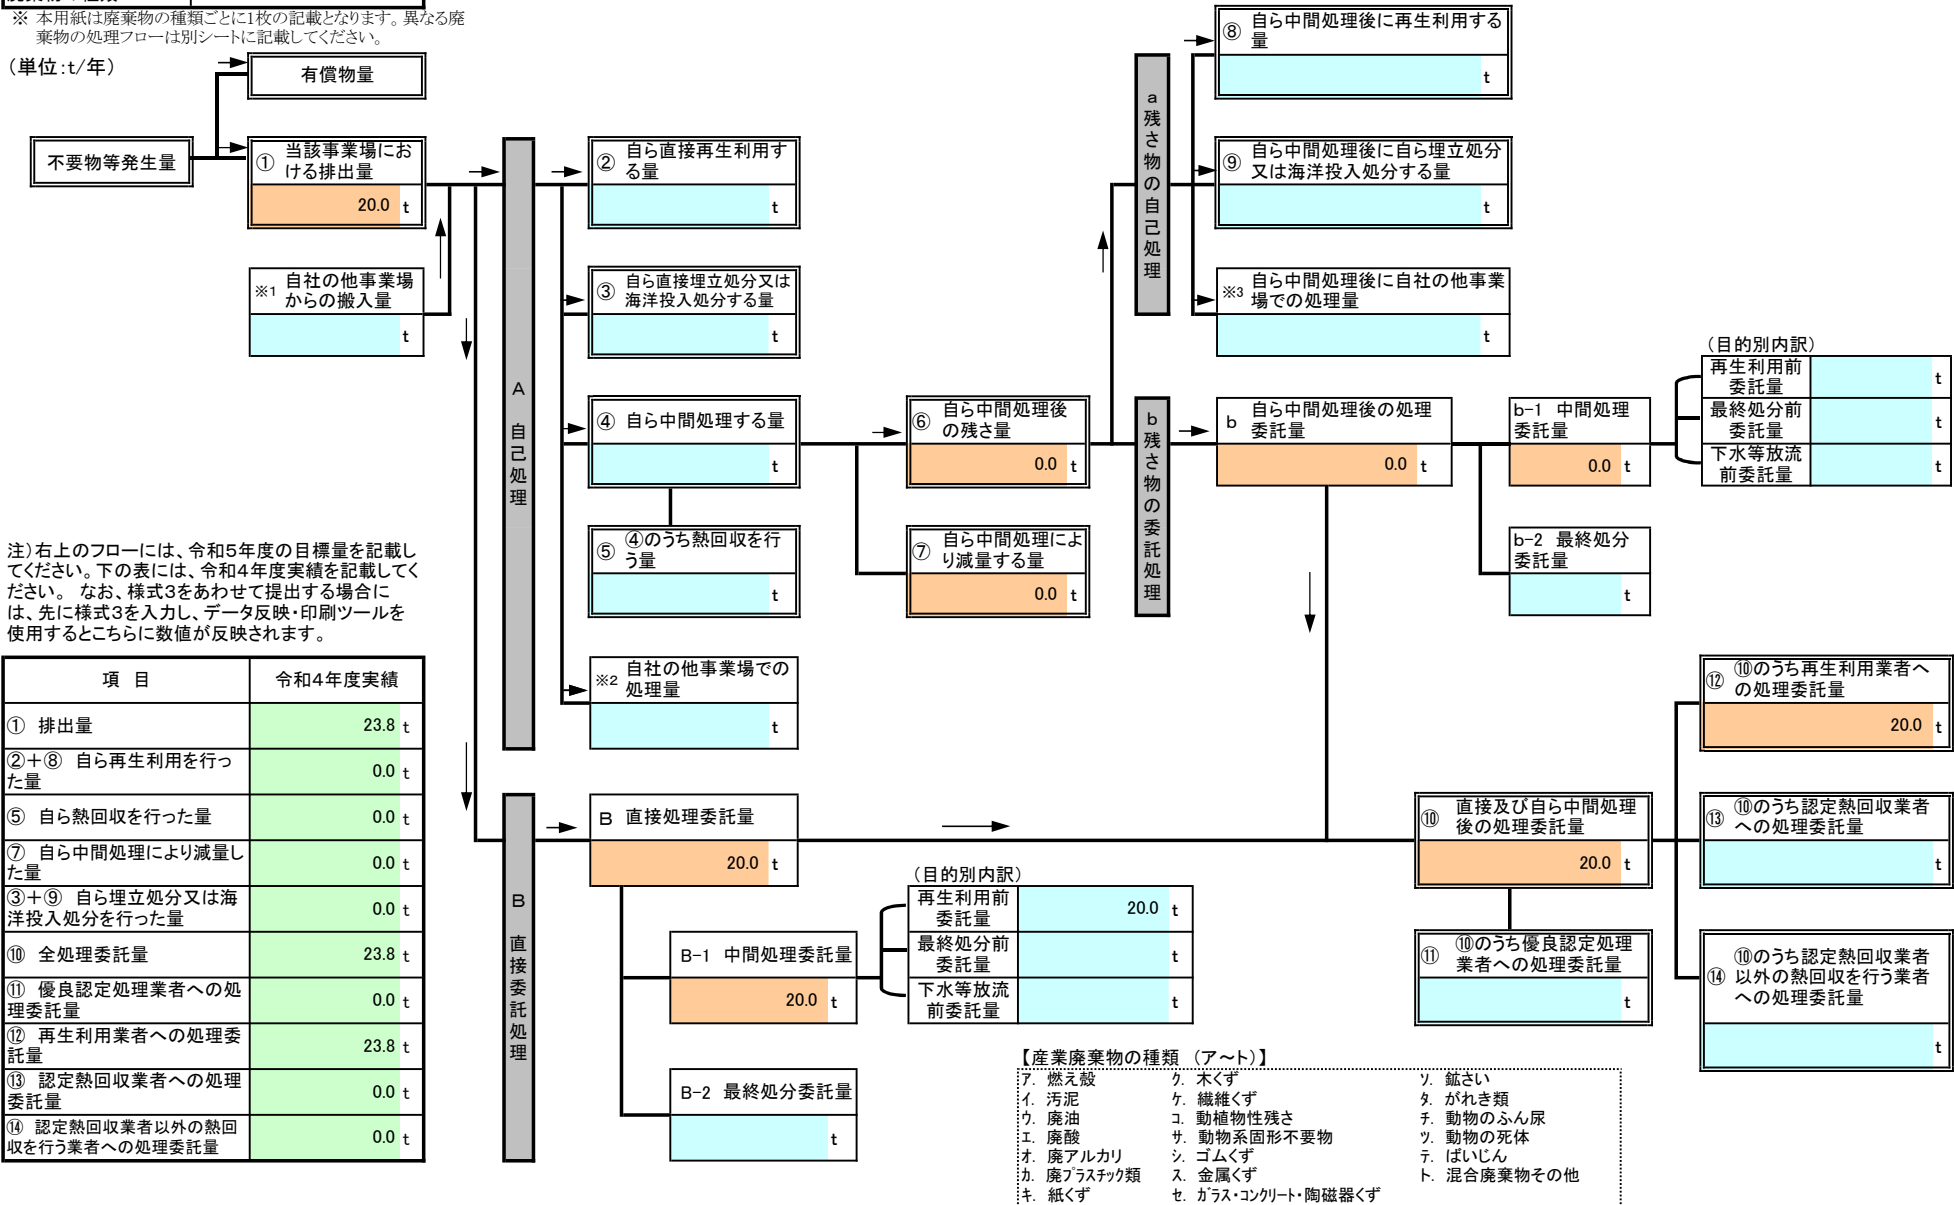 ※ 本用紙は廃棄物の種類ごとに1枚の記載となります。異なる廃
棄物の処理フローは別シートに記載してください。
(単位:t/年)
有償物量
不要物等発生量
① 当該事業場にお
ける排出量
20.0 t
※1 自社の他事業場
からの搬入量
t
A 自己処理
② 自ら直接再生利用す
る量
t
③ 自ら直接埋立処分又は
海洋投入処分する量
t
④ 自ら中間処理する量
t
⑤ ④のうち熱回収を行
う量
t
※2 自社の他事業場での
処理量
t
⑥ 自ら中間処理後
の残さ量
0.0 t
⑦ 自ら中間処理によ
り減量する量
0.0 t
a残さ物の自己処理
⑧ 自ら中間処理後に再生利用する
量
t
⑨ 自ら中間処理後に自ら埋立処分
又は海洋投入処分する量
t
※3 自ら中間処理後に自社の他事業
場での処理量
t
b残さ物の委託処理
b 自ら中間処理後の処理
委託量
0.0 t
b-1 中間処理
委託量
0.0 t
(目的別内訳)
再生利用前
委託量
t
最終処分前
委託量
t
下水等放流
前委託量
t
b-2 最終処分
委託量
t
注)右上のフローには、令和5年度の目標量を記載し
てください。下の表には、令和4年度実績を記載してく
ださい。 なお、様式3をあわせて提出する場合に
は、先に様式3を入力し、データ反映・印刷ツールを
使用するとこちらに数値が反映されます。
項 目 令和4年度実績
① 排出量 23.8 t
②+⑧ 自ら再生利用を行っ
た量
0.0 t
⑤ 自ら熱回収を行った量 0.0 t
⑦ 自ら中間処理により減量し
た量
0.0 t
③+⑨ 自ら埋立処分又は海
洋投入処分を行った量
0.0 t
⑩ 全処理委託量 23.8 t
⑪ 優良認定処理業者への処
理委託量
0.0 t
⑫ 再生利用業者への処理委
託量
23.8 t
⑬ 認定熱回収業者への処理
委託量
0.0 t
⑭ 認定熱回収業者以外の熱回
収を行う業者への処理委託量
0.0 t
B 直接委託処理
B 直接処理委託量
20.0 t
B-1 中間処理委託量
20.0 t
(目的別内訳)
再生利用前
委託量
20.0 t
最終処分前
委託量
t
下水等放流
前委託量
t
B-2 最終処分委託量
t
⑩ 直接及び自ら中間処理
後の処理委託量
20.0 t
⑪ ⑩のうち優良認定処理
業者への処理委託量
t
⑫ ⑩のうち再生利用業者へ
の処理委託量
20.0 t
⑬ ⑩のうち認定熱回収業者
への処理委託量
t
⑭ ⑩のうち認定熱回収業者
以外の熱回収を行う業者
への処理委託量
t
【産業廃棄物の種類 (ア~ト)】
ア. 燃え殻 ク. 木くず ソ. 鉱さい
イ. 汚泥 ケ. 繊維くず タ. がれき類
ウ. 廃油 コ. 動植物性残さ チ. 動物のふん尿
エ. 廃酸 サ. 動物系固形不要物 ツ. 動物の死体
オ. 廃アルカリ シ. ゴムくず テ. ばいじん
カ. 廃プラスチック類 ス. 金属くず ト. 混合廃棄物その他
キ. 紙くず セ. ガラス・コンクリート・陶磁器くず